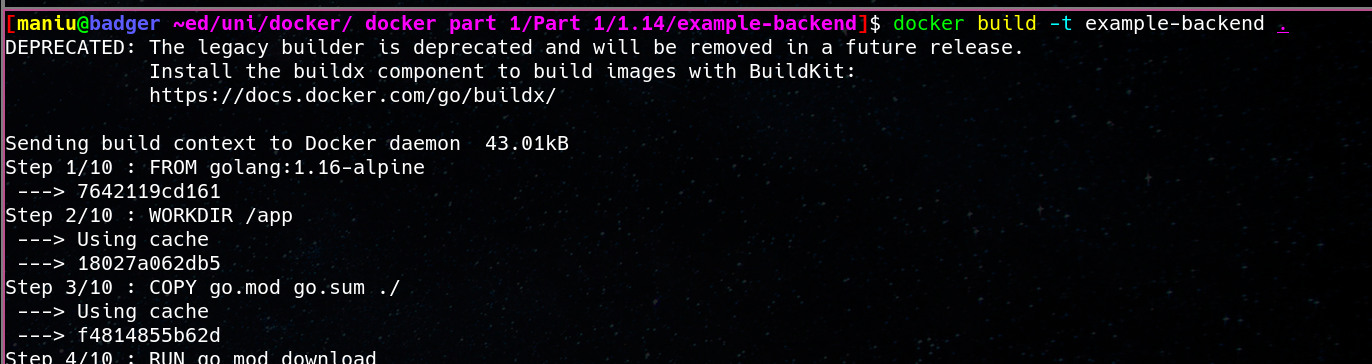 [maniu@badger ~ed/uni/docker/ docker part 1/Part 1/1.14/example-backend]$ docker build -t example-backend .
DEPRECATED: The legacy builder is deprecated and will be removed in a future release.
            Install the buildx component to build images with BuildKit:
            https://docs.docker.com/go/buildx/
Sending build context to Docker daemon  43.01kB
Step 1/10 : FROM golang:1.16-alpine
 ---> 7642119cd161
Step 2/10 : WORKDIR /app
 ---> Using cache
 ---> 18027a062db5
Step 3/10 : COPY go.mod go.sum ./
 ---> Using cache
 ---> f4814855b62d
Step 4/10 : RUN go mod download